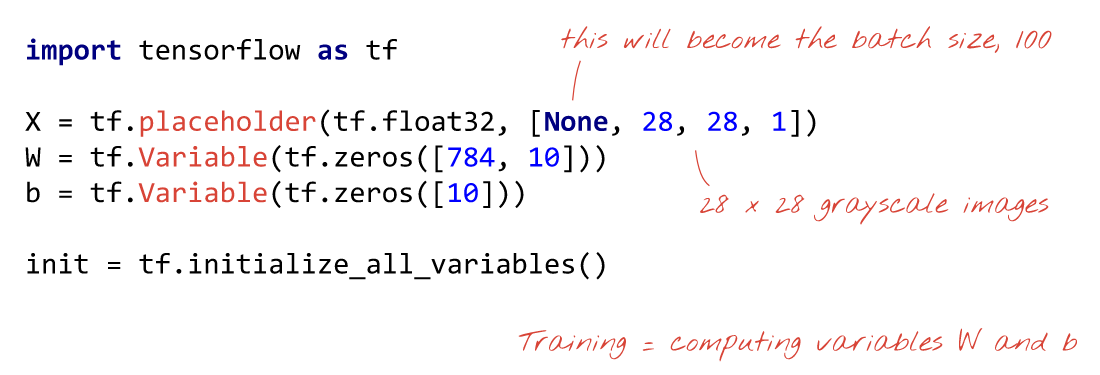 this will become the batch size, 100
import tensorflow as tf
X = tf.placeholder(tf.float32, [None, 28, 28, 1])
W = tf.Variable(tf.zeros([784, 10]))
b = tf.Variable(tf.zeros([10]))
28 x 28 grayscale images
init = tf.initialize_all_variables()
Training = computing variables W and b